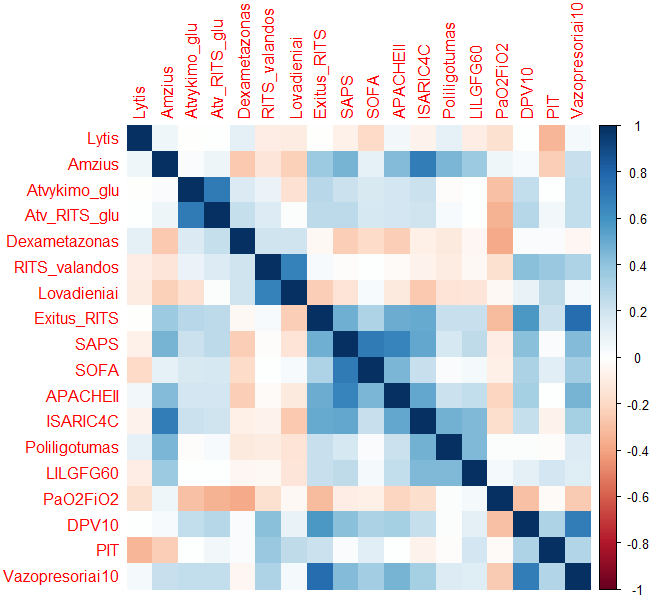 Lytis
Amzius
Atvykimo_glu
Atv_RITS_glu
Dexametazonas
RITS_valandos
Lovadieniai
Exitus_RITS
SAPS
SOFA
APACHEII
ISARIC4C
Poliligotumas
LILGFG60
PaO2FiO2
DPV10
PIT
Vazopresoriai10
Lytis
Amzius
Atvykimo_glu
Atv_RITS_glu
Dexametazonas
RITS_valandos
Lovadieniai
Exitus_RITS
SAPS
SOFA
APACHEII
ISARIC4C
Poliligotumas
LILGFG60
PaO2FiO2
DPV10
PIT
Vazopresoriai10
1
0.8
0.6
0.4
0.2
0
-0.2
-0.4
-0.6
-0.8
-1